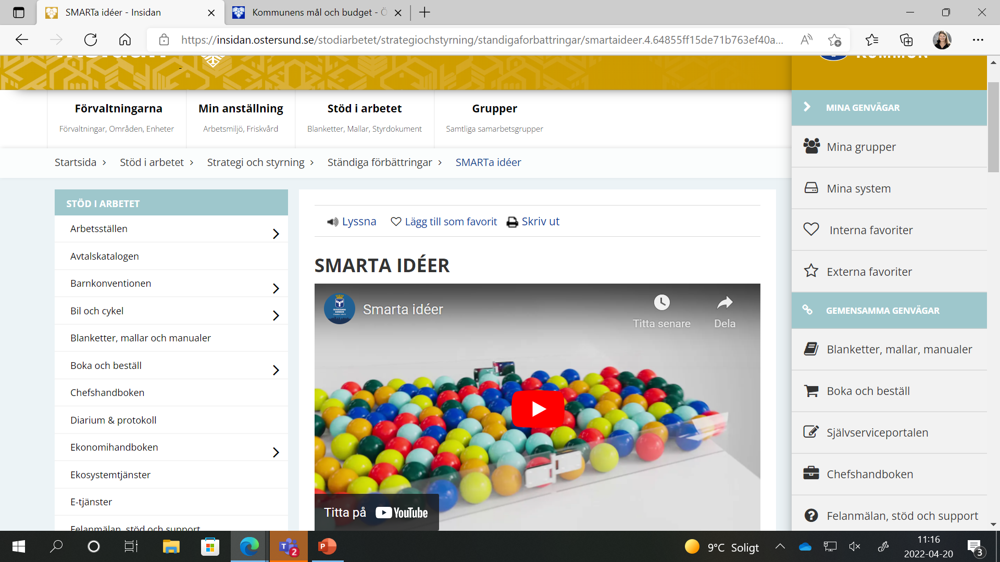 SMARTa idéer - Insidan
Kommunens mål och budget - Ö
https://insidan.ostersund.se/stodiarbetet/strategiochstyrning/standigaforbattringar/smartaideer.4.64855ff15de71b763ef40a...
KOMMUN
Förvaltningarna
Förvaltningar, Områden, Enheter
Min anställning
Arbetsmiljö, Friskvård
Stöd i arbetet
Blanketter, Mallar, Styrdokument
Grupper
Samtliga samarbetsgrupper
Startsida > Stöd i arbetet > Strategi och styrning > Ständiga förbättringar > SMARTa idéer
STÖD I ARBETET
Arbetsställen
Avtalskatalogen
Barnkonventionen
Bil och cykel
Blanketter, mallar och manualer
Boka och beställ
Chefshandboken
Diarium & protokoll
Ekonomihandboken
Ekosystemtjänster
E-tjänster
Felanmälan, stöd och support
Lyssna Lägg till som favorit Skriv ut
SMARTA IDÉER
Smarta idéer
Titta senare
Dela
Titta på YouTube
MINA GENVÄGAR
Mina grupper
Mina system
Interna favoriter
Externa favoriter
GEMENSAMMA GENVÄGAR
Blanketter, mallar, manualer
Boka och beställ
Självserviceportalen
Chefshandboken
Felanmälan, stöd och support
9°C Soligt
11:16
2022-04-20
3
2